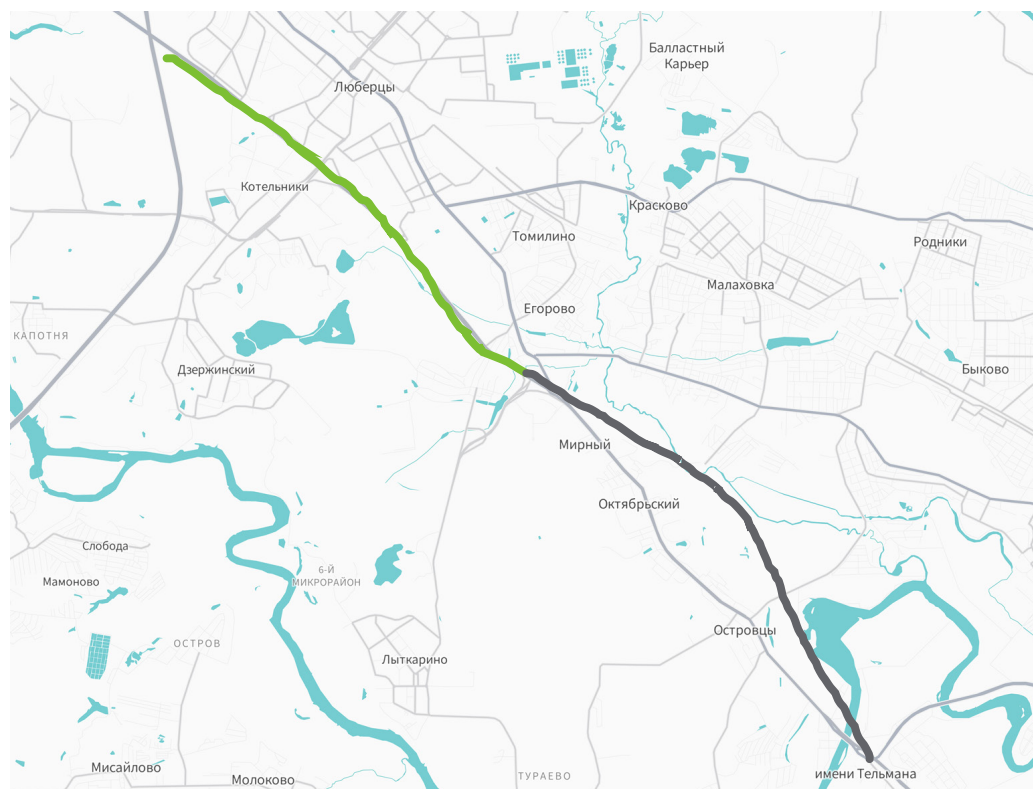 Балластный
Карьер
Люберцы
Котельники
Красково
Томилино
Родники
Малаховка
Егорово
КАПОТНЯ
Дзержинский
Быково
Мирный
Октябрьский
Слобода
6-Й
МИКРОРАЙОН
Мамоново
Островцы
ОСТРОВ
Лыткарино
Мисайлово
Молоково
ТУРАЕВО
имени Тельмана